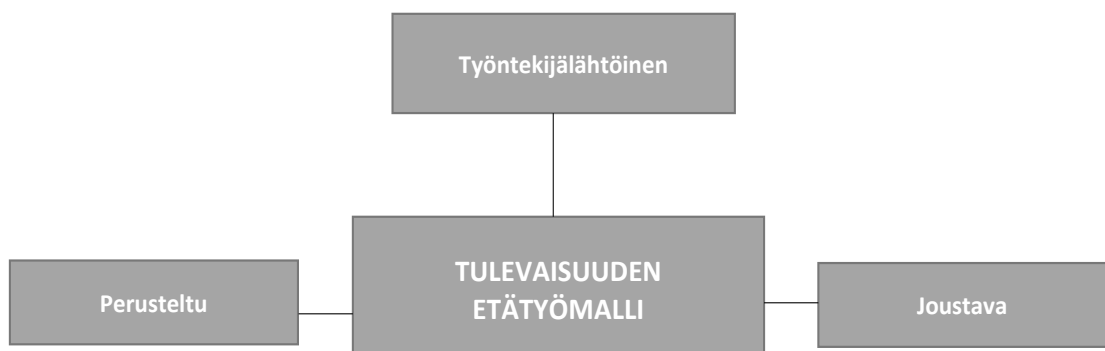 Työntekijälähtöinen
TULEVAISUUDEN
ETÄTYÖMALLI
Perusteltu
Joustava